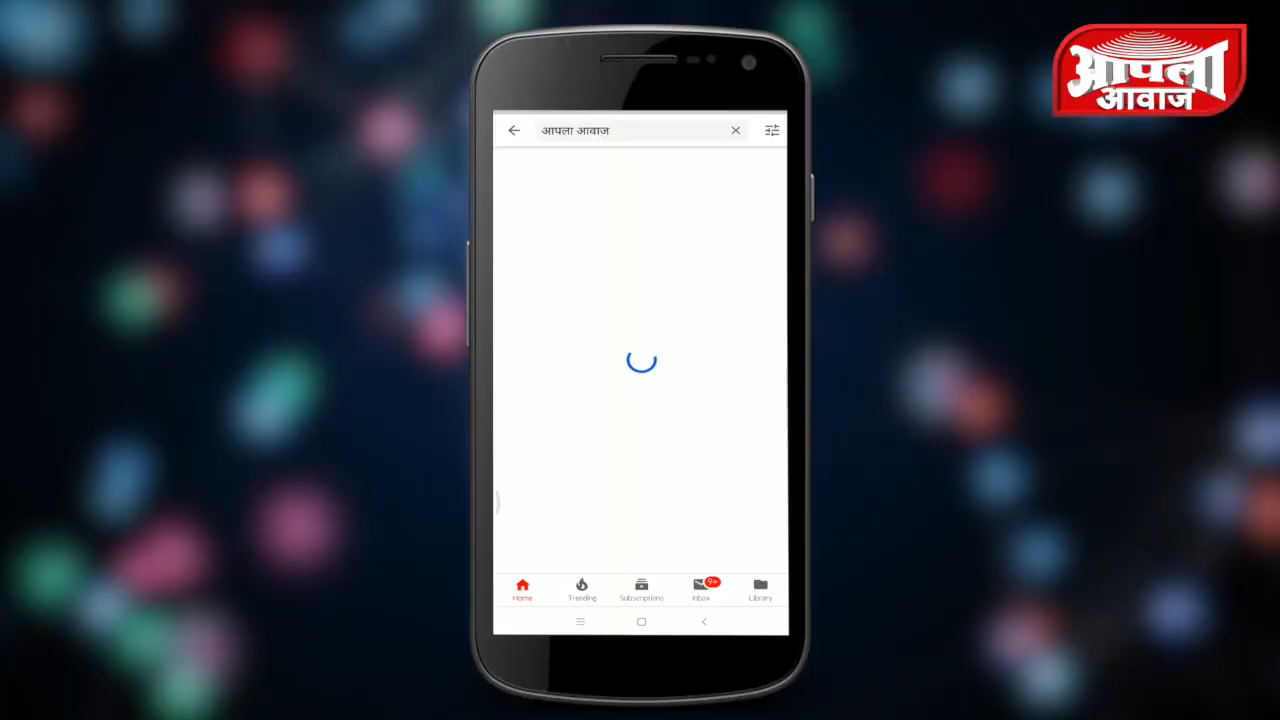 आपला
आवाज
आपला आवाज
Home
Trending
Subscriptions
9+
Inbox
Library